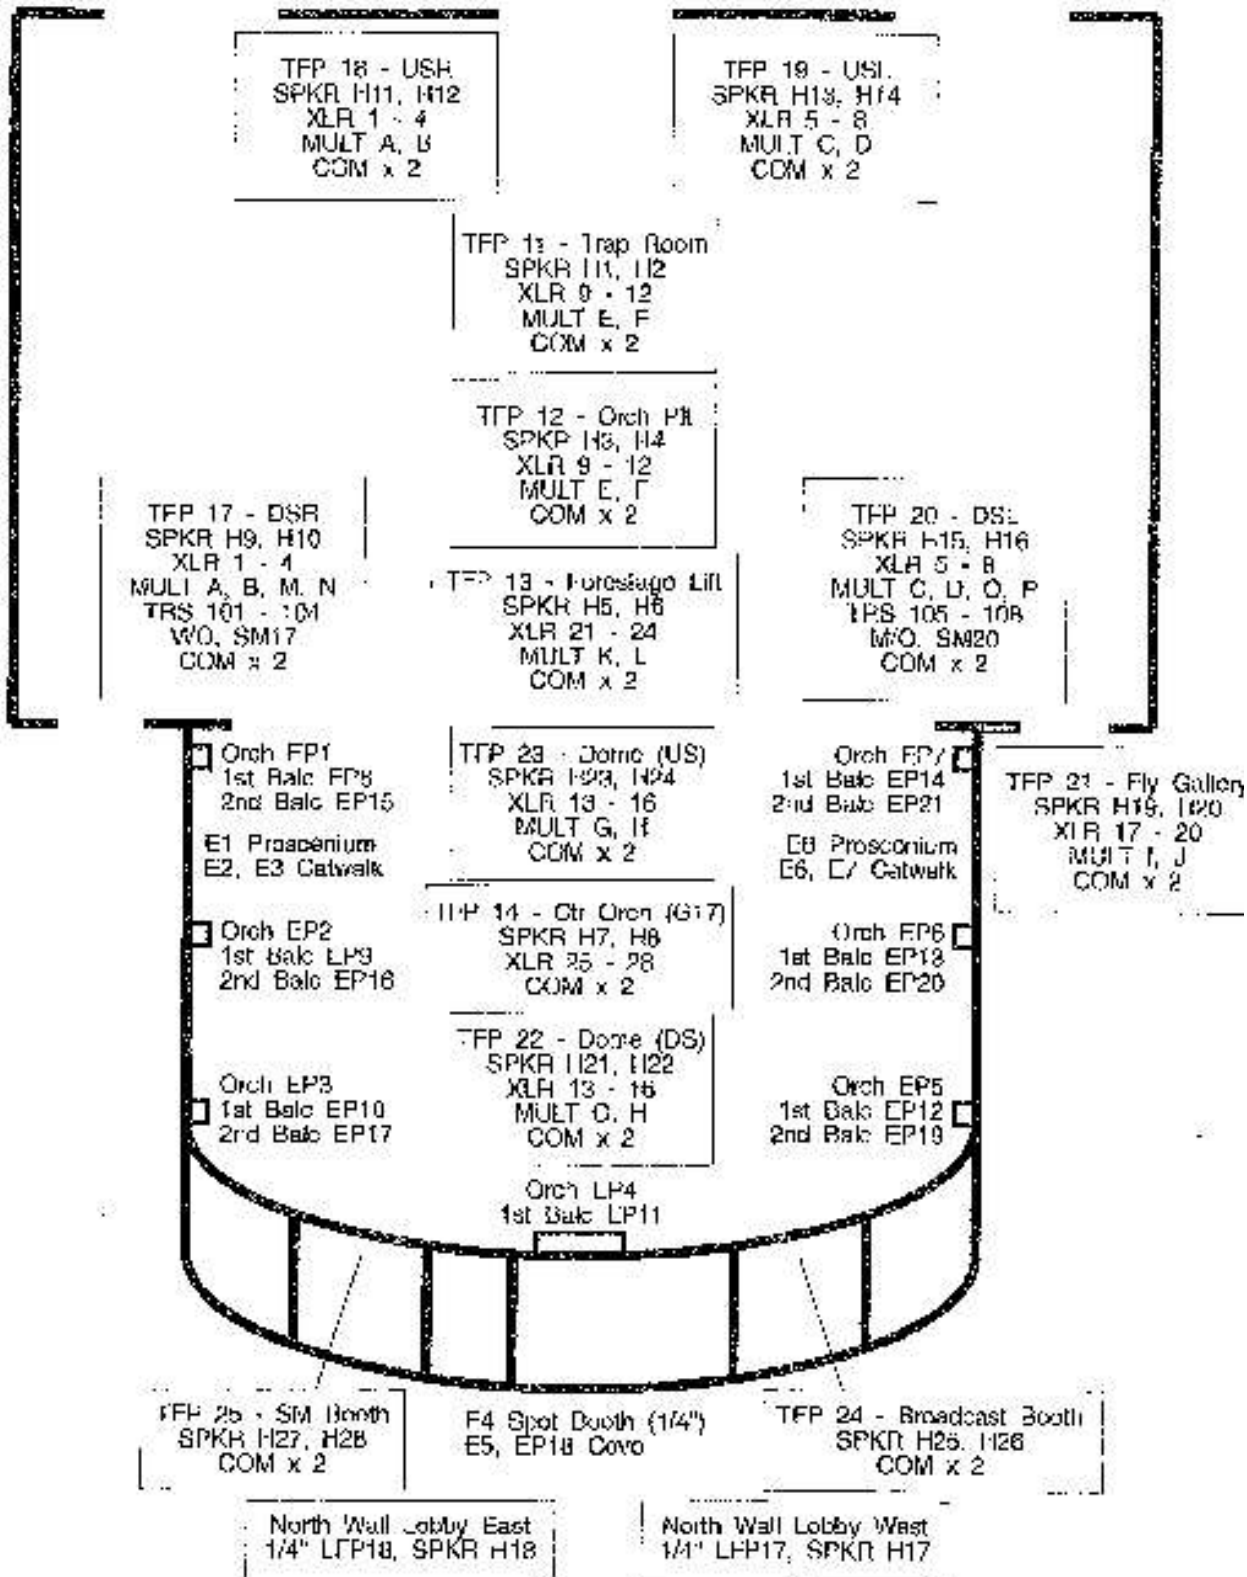 TFP 18 - USR
SPKR H11, H12
XLR 1 - 4
MULT A, B
COM x 2
TFP 19 - USL
SPKR H13, H14
XLR 5 - 8
MULT C, D
COM x 2
TFP 11 - Trap Room
SPKR H1, H2
XLR 9 - 12
MULT E, F
COM x 2
TFP 12 - Orch Pit
SPKR H3, H4
XLR 9 - 12
MULT E, F
COM x 2
TFP 17 - DSR
SPKR H9, H10
XLR 1 - 4
MULT A, B, M, N
TRS 101 - 104
W/O, SM17
COM x 2
TFP 13 - Forestage Lift
SPKR H5, H6
XLR 21 - 24
MULT K, L
COM x 2
TFP 20 - DSL
SPKR H15, H16
XLR 5 - 8
MULT C, D, O, P
TRS 105 - 108
M/O, SM20
COM x 2
Orch EP1
1st Balc EP8
2nd Balc EP15
E1 Proscenium
E2, E3 Catwalk
TFP 23 - Dome (US)
SPKR H23, H24
XLR 13 - 16
MULT G, H
COM x 2
Orch EP7
1st Balc EP14
2nd Balc EP21
E8 Proscenium
E6, E7 Catwalk
TFP 21 - Fly Gallery
SPKR H19, H20
XLR 17 - 20
MULT I, J
COM x 2
Orch EP2
1st Balc EP9
2nd Balc EP16
TFP 14 - Ctr Orch (G17)
SPKR H7, H8
XLR 25 - 28
COM x 2
Orch EP6
1st Balc EP13
2nd Balc EP20
Orch EP3
1st Balc EP10
2nd Balc EP17
TFP 22 - Dome (DS)
SPKR H21, H22
XLR 13 - 16
MULT G, H
COM x 2
Orch EP5
1st Balc EP12
2nd Balc EP19
Orch EP4
1st Balc EP11
TFP 25 - SM Booth
SPKR H27, H28
COM x 2
E4 Spot Booth (1/4")
E5, EP18 Cove
TFP 24 - Broadcast Booth
SPKR H25, H26
COM x 2
North Wall Lobby East
1/4" LFP18, SPKR H18
North Wall Lobby West
1/4" LFP17, SPKR H17